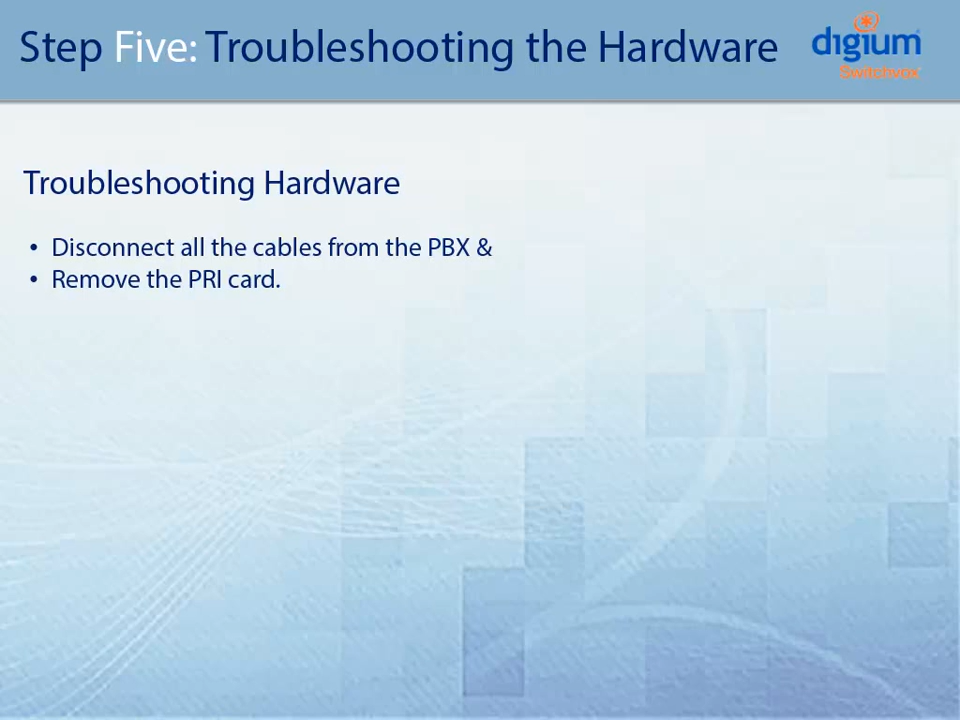 Step Five: Troubleshooting the Hardware
digium
Switchvox
Troubleshooting Hardware
• Disconnect all the cables from the PBX &
• Remove the PRI card.